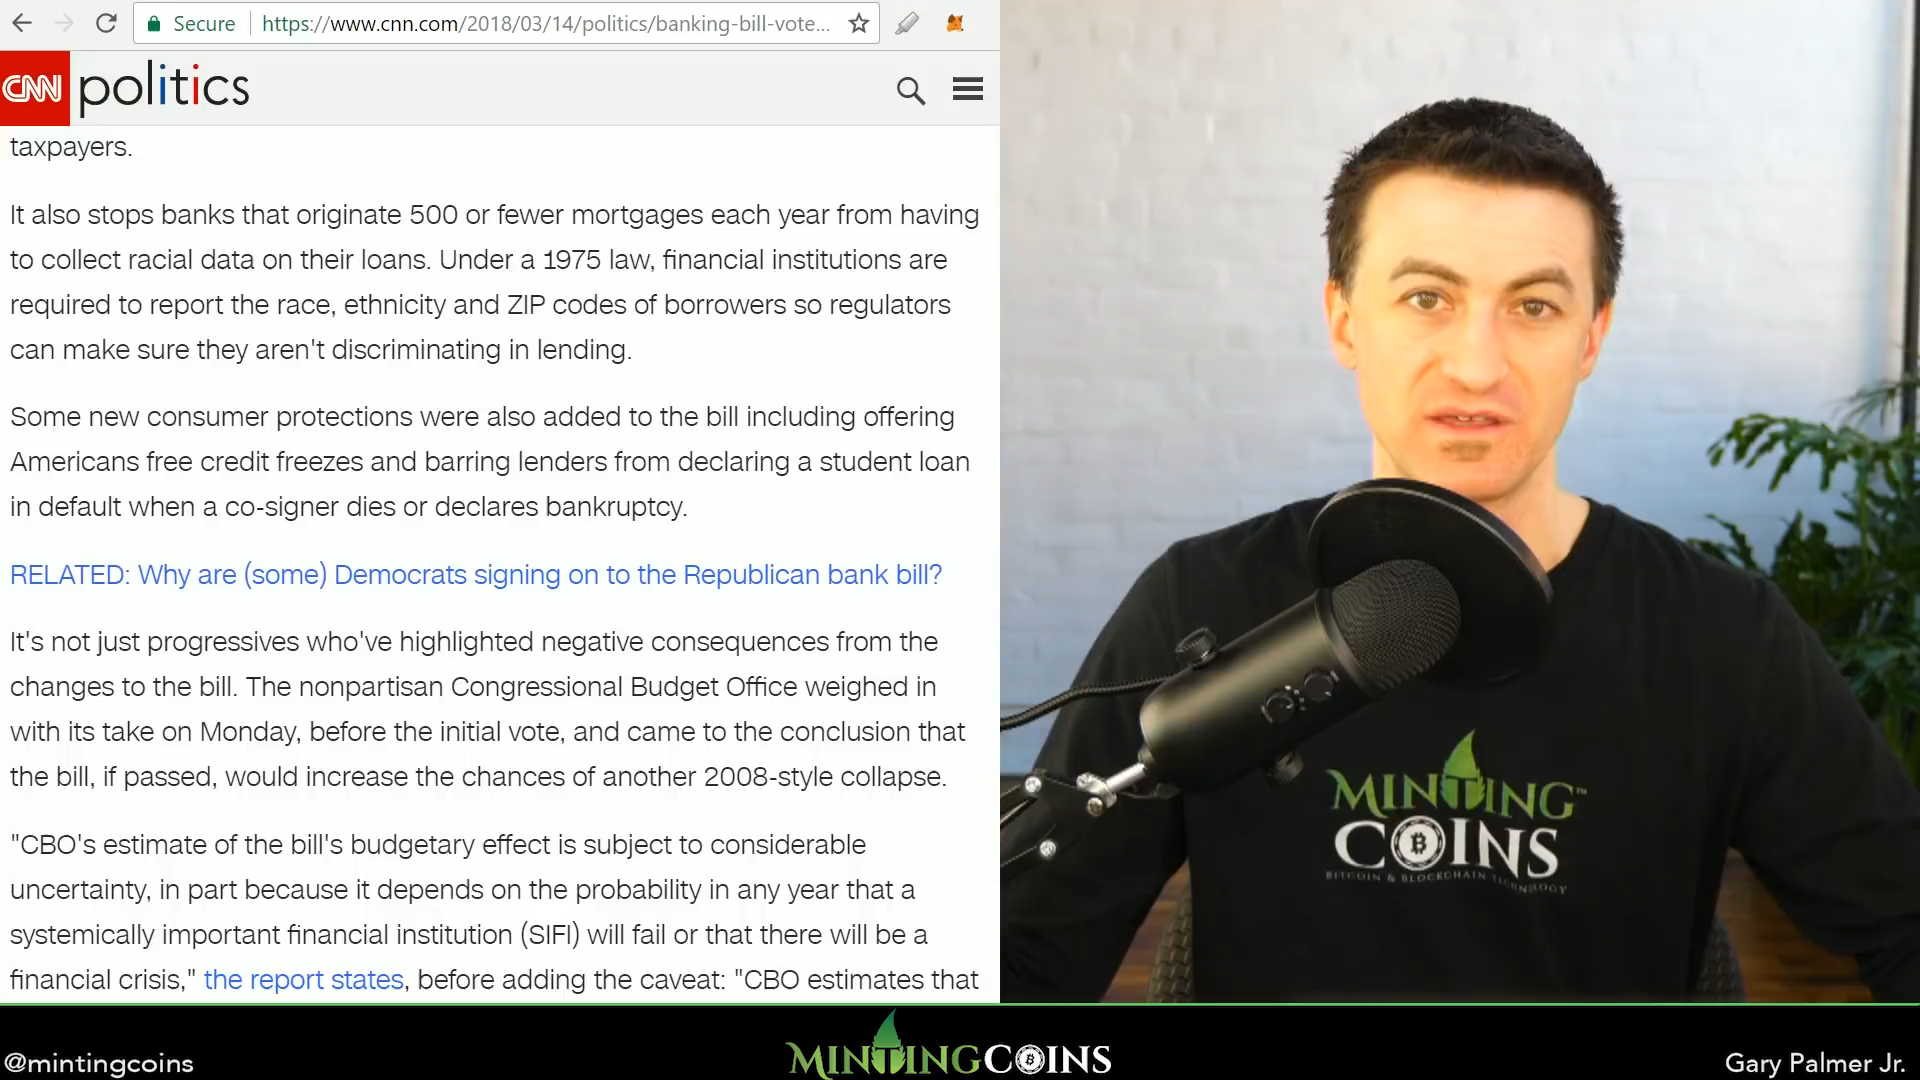 Secure
https://www.cnn.com/2018/03/14/politics/banking-bill-vote...
CNN politics
taxpayers.
It also stops banks that originate 500 or fewer mortgages each year from having
to collect racial data on their loans. Under a 1975 law, financial institutions are
required to report the race, ethnicity and ZIP codes of borrowers so regulators
can make sure they aren't discriminating in lending.
Some new consumer protections were also added to the bill including offering
Americans free credit freezes and barring lenders from declaring a student loan
in default when a co-signer dies or declares bankruptcy.
RELATED: Why are (some) Democrats signing on to the Republican bank bill?
It's not just progressives who've highlighted negative consequences from the
changes to the bill. The nonpartisan Congressional Budget Office weighed in
with its take on Monday, before the initial vote, and came to the conclusion that
the bill, if passed, would increase the chances of another 2008-style collapse.
"CBO's estimate of the bill's budgetary effect is subject to considerable
uncertainty, in part because it depends on the probability in any year that a
systemically important financial institution (SIFI) will fail or that there will be a
financial crisis," the report states, before adding the caveat: "CBO estimates that
MINTING™
COINS
BITCOIN & BLOCKCHAIN TECHNOLOGY
@mintingcoins
MINTINGCOINS
Gary Palmer Jr.